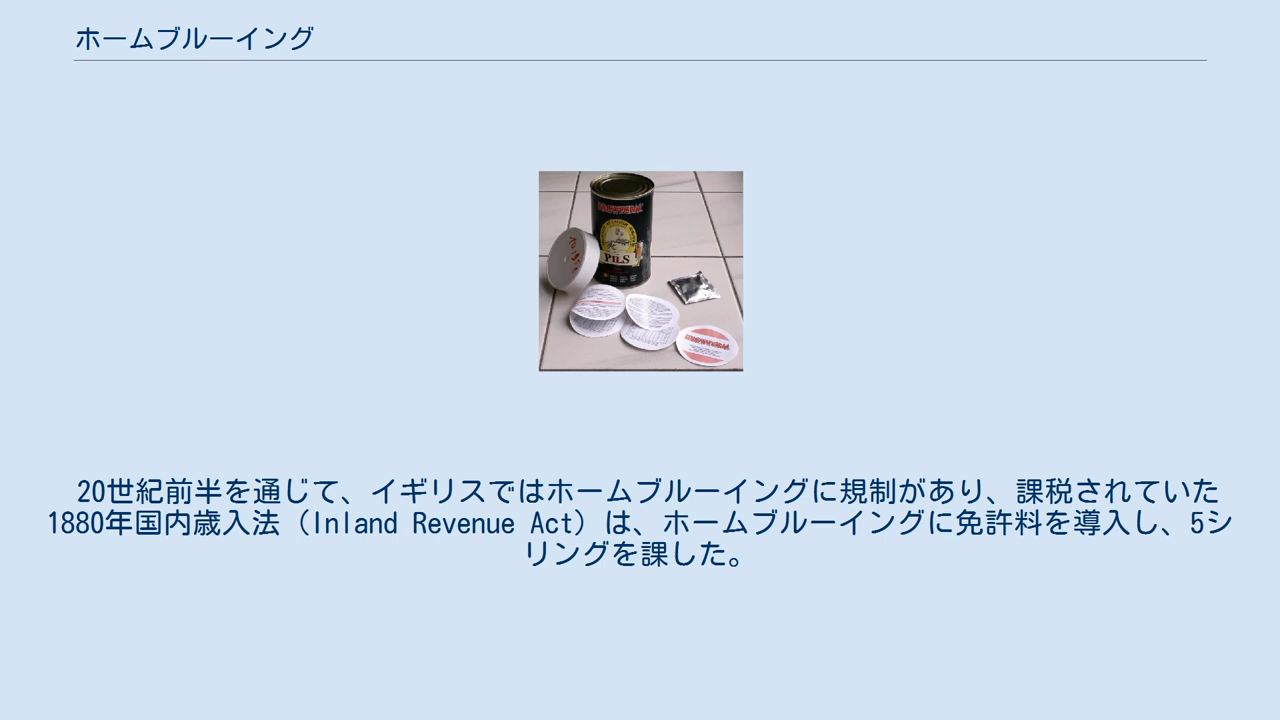 ホームブルーイング
PILS
20世紀前半を通じて、イギリスではホームブルーイングに規制があり、課税されていた
1880年国内歳入法（Inland Revenue Act）は、ホームブルーイングに免許料を導入し、5シ
リングを課した。